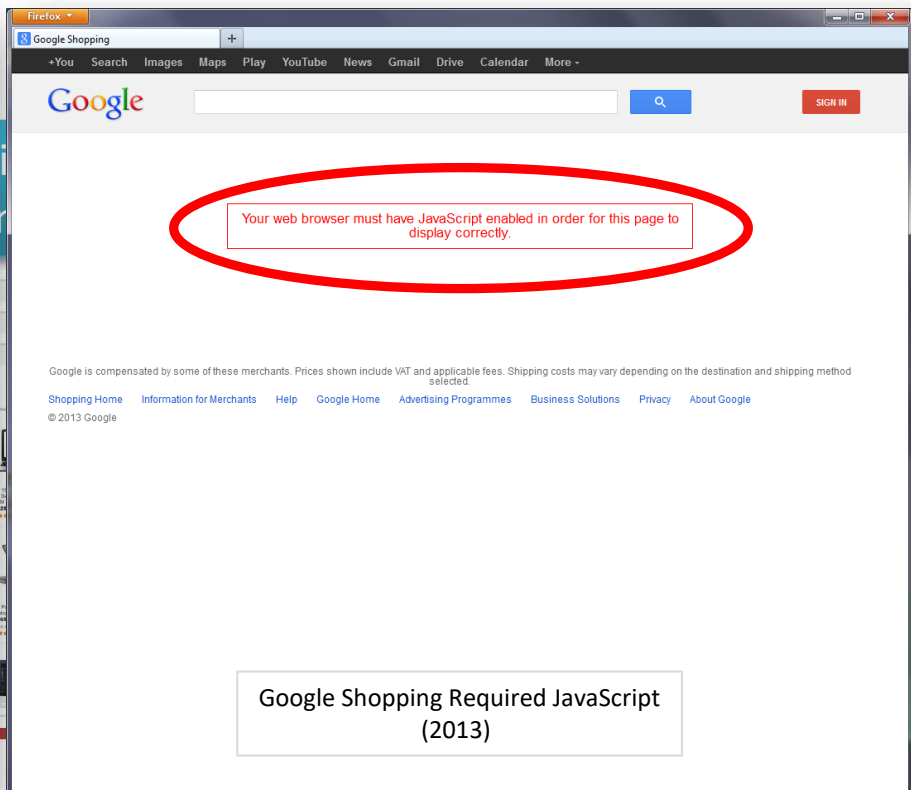 Firefox
Google Shopping
+You Search Images Maps Play YouTube News Gmail Drive Calendar More
Google
SIGN IN
Your web browser must have JavaScript enabled in order for this page to
display correctly.
Google is compensated by some of these merchants. Prices shown include VAT and applicable fees. Shipping costs may vary depending on the destination and shipping method
selected.
Shopping Home Information for Merchants Help Google Home Advertising Programmes Business Solutions Privacy About Google
© 2013 Google
Google Shopping Required JavaScript
(2013)